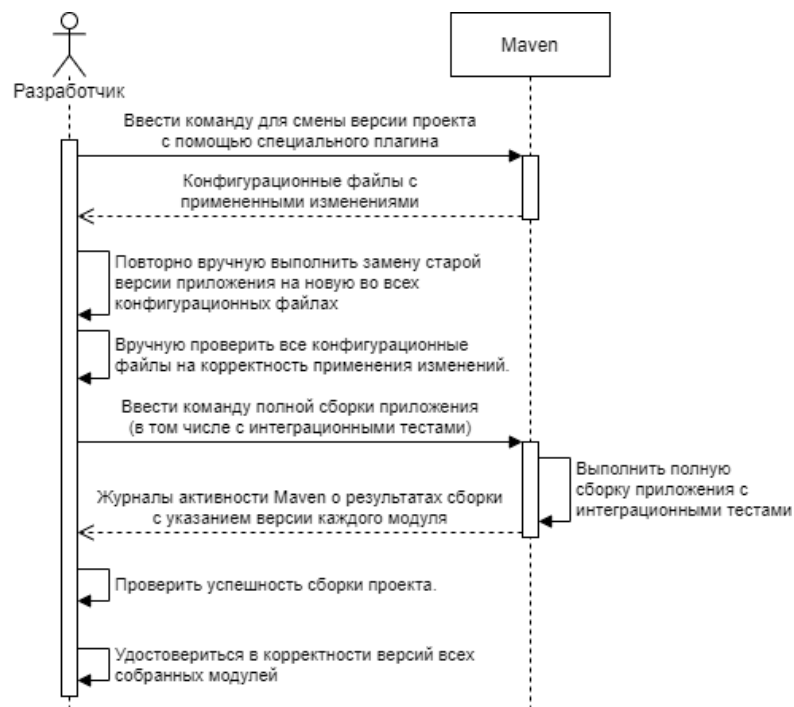 Maven
Разработчик
Ввести команду для смены версии проекта
с помощью специального плагина
Конфигурационные файлы с
примененными изменениями
Повторно вручную выполнить замену старой
версии приложения на новую во всех
конфигурационных файлах
Вручную проверить все конфигурационные
файлы на корректность применения изменений.
Ввести команду полной сборки приложения
(в том числе с интеграционными тестами)
Выполнить полную
сборку приложения с
интеграционными тестами
Журналы активности Maven о результатах сборки
с указанием версии каждого модуля
Проверить успешность сборки проекта.
Удостовериться в корректности версий всех
собранных модулей